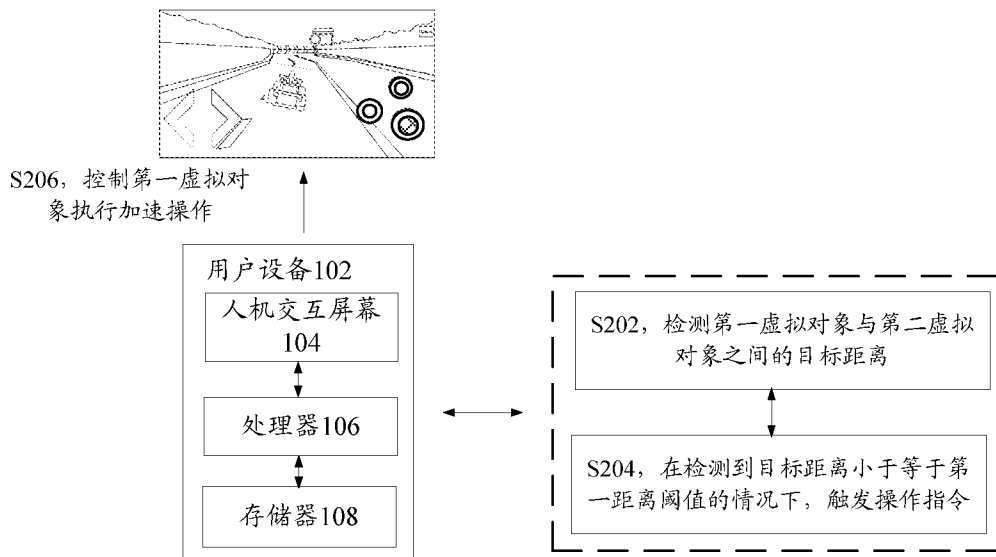 S206，控制第一虚拟对
象执行加速操作
用户设备102
人机交互屏幕
104
处理器106
存储器108
S202，检测第一虚拟对象与第二虚拟
对象之间的目标距离
S204，在检测到目标距离小于等于第
一距离阈值的情况下，触发操作指令